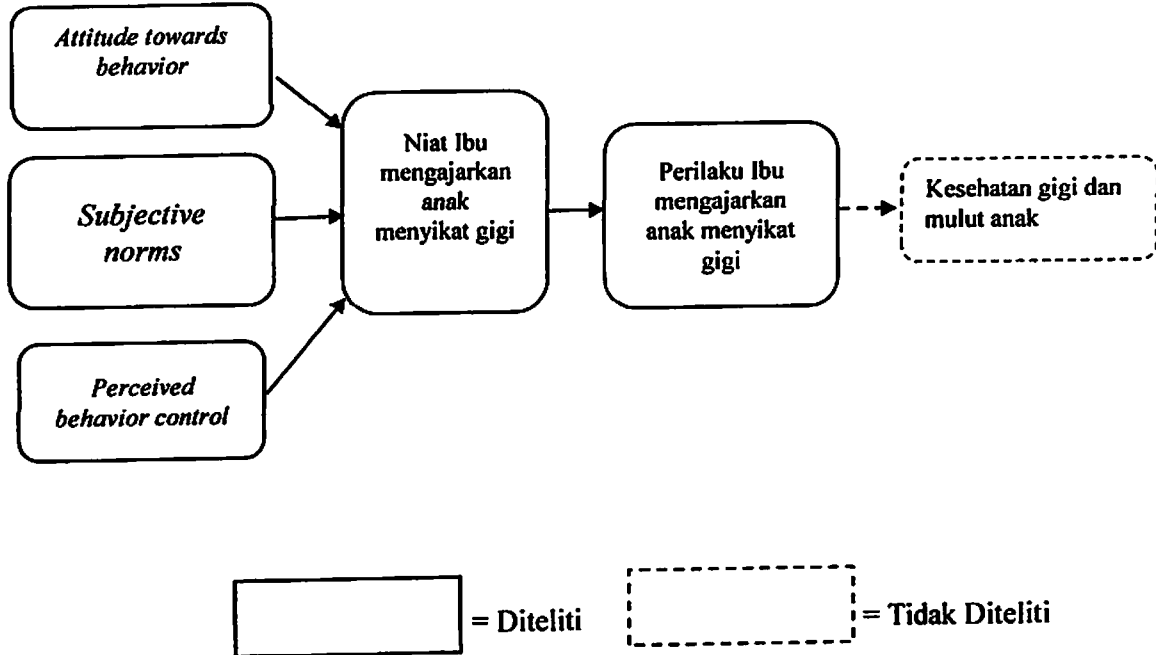 Attitude towards
behavior
Subjective
norms
Perceived
behavior control
Niat Ibu
mengajarkan
anak
menyikat gigi
Perilaku Ibu
mengajarkan
anak menyikat
gigi
Kesehatan gigi dan
mulut anak
= Diteliti
= Tidak Diteliti